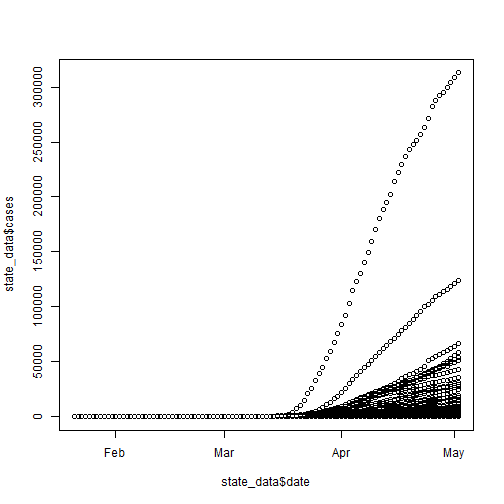 300000
250000
200000
150000
100000
50000
0
state_data$cases
Feb
Mar
Apr
May
state_data$date